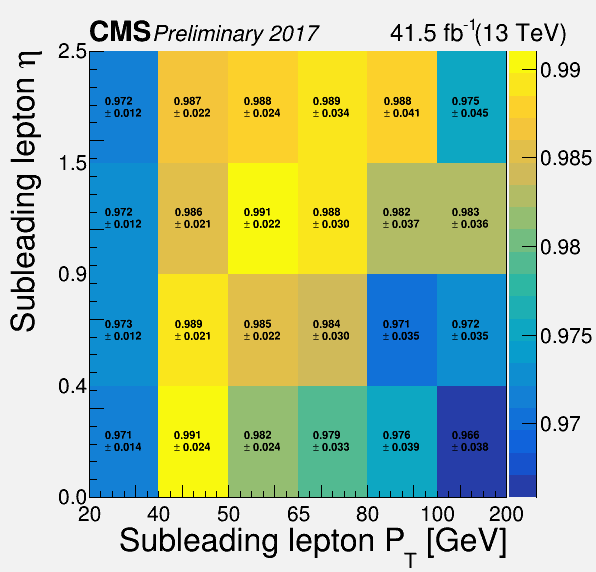 CMS Preliminary 2017 41.5 fb⁻¹(13 TeV)
2.5
1.5
0.9
0.4
0.0
Subleading lepton η
0.972 0.987 0.988 0.989 0.988 0.975
± 0.012 ± 0.022 ± 0.024 ± 0.034 ± 0.041 ± 0.045
0.972 0.986 0.991 0.988 0.982 0.983
± 0.012 ± 0.021 ± 0.022 ± 0.030 ± 0.037 ± 0.036
0.973 0.989 0.985 0.984 0.971 0.972
± 0.012 ± 0.021 ± 0.022 ± 0.030 ± 0.035 ± 0.035
0.971 0.991 0.982 0.979 0.976 0.966
± 0.014 ± 0.024 ± 0.024 ± 0.033 ± 0.039 ± 0.038
0.99
0.985
0.98
0.975
0.97
20 40 50 65 80 100 200
Subleading lepton P_T [GeV]